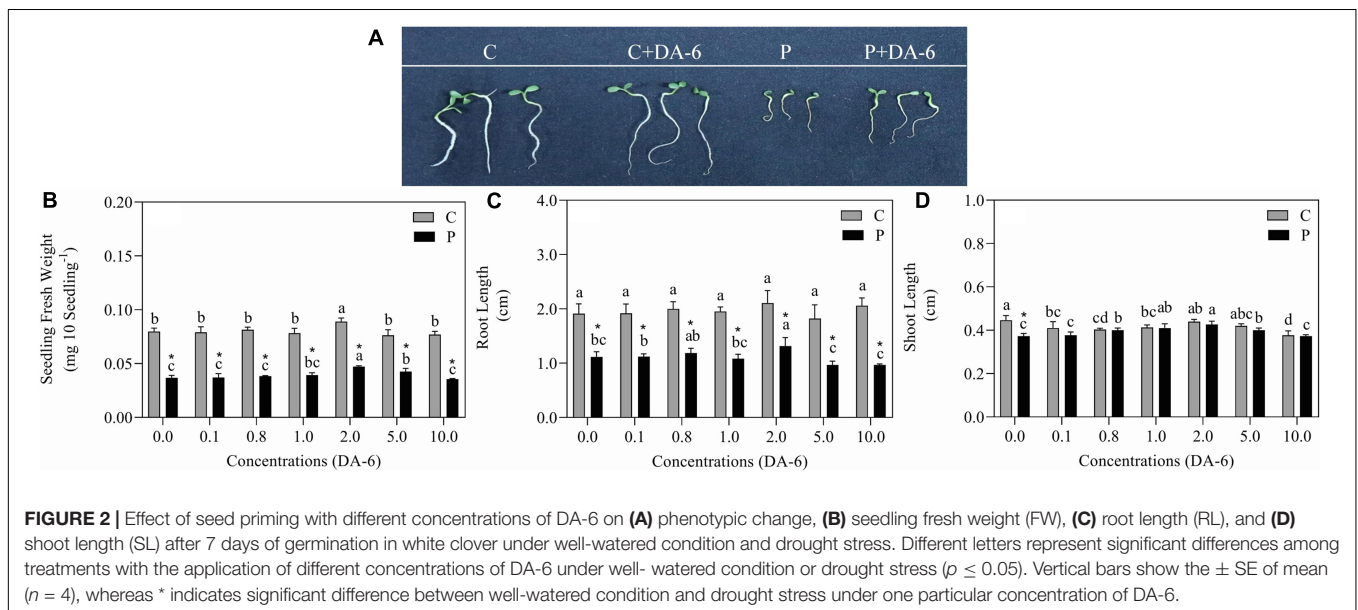 A
C C+DA-6 P P+DA-6
B
Seedling Fresh Weight
(mg 10 Seedling⁻¹)
0.20
0.15
0.10
0.05
0.00
C
P
b b b b a b b
* * * * * * *
c c c bc a b c
0.0 0.1 0.8 1.0 2.0 5.0 10.0
Concentrations (DA-6)
C
Root Length
(cm)
4.0
3.0
2.0
1.0
0.0
C
P
a a a a a a a
* * * * * * *
bc b ab bc a c c
0.0 0.1 0.8 1.0 2.0 5.0 10.0
Concentrations (DA-6)
D
Shoot Length
(cm)
1.0
0.8
0.6
0.4
0.2
0.0
C
P
a * c bc c cd b bc ab ab a abc b d c
0.0 0.1 0.8 1.0 2.0 5.0 10.0
Concentrations (DA-6)
FIGURE 2 | Effect of seed priming with different concentrations of DA-6 on (A) phenotypic change, (B) seedling fresh weight (FW), (C) root length (RL), and (D)
shoot length (SL) after 7 days of germination in white clover under well-watered condition and drought stress. Different letters represent significant differences among
treatments with the application of different concentrations of DA-6 under well- watered condition or drought stress (p ≤ 0.05). Vertical bars show the ± SE of mean
(n = 4), whereas * indicates significant difference between well-watered condition and drought stress under one particular concentration of DA-6.